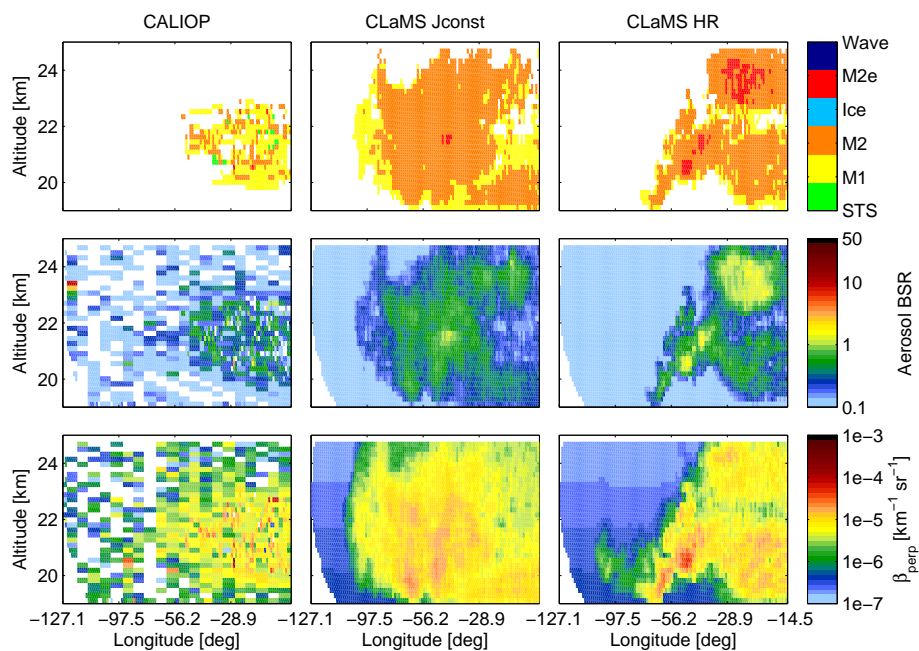 CALIOP CLaMS Jconst CLaMS HR
Altitude [km] 24 22 20
Wave
M2e
Ice
M2
M1
STS
Altitude [km] 24 22 20
50
10
1
0.1
Aerosol BSR
Altitude [km] 24 22 20
1e−3
1e−4
1e−5
1e−6
1e−7
β_perp [km⁻¹ sr⁻¹]
−127.1 −97.5 −56.2 −28.9 −127.1 −97.5 −56.2 −28.9 −127.1 −97.5 −56.2 −28.9 −14.5
Longitude [deg] Longitude [deg] Longitude [deg]